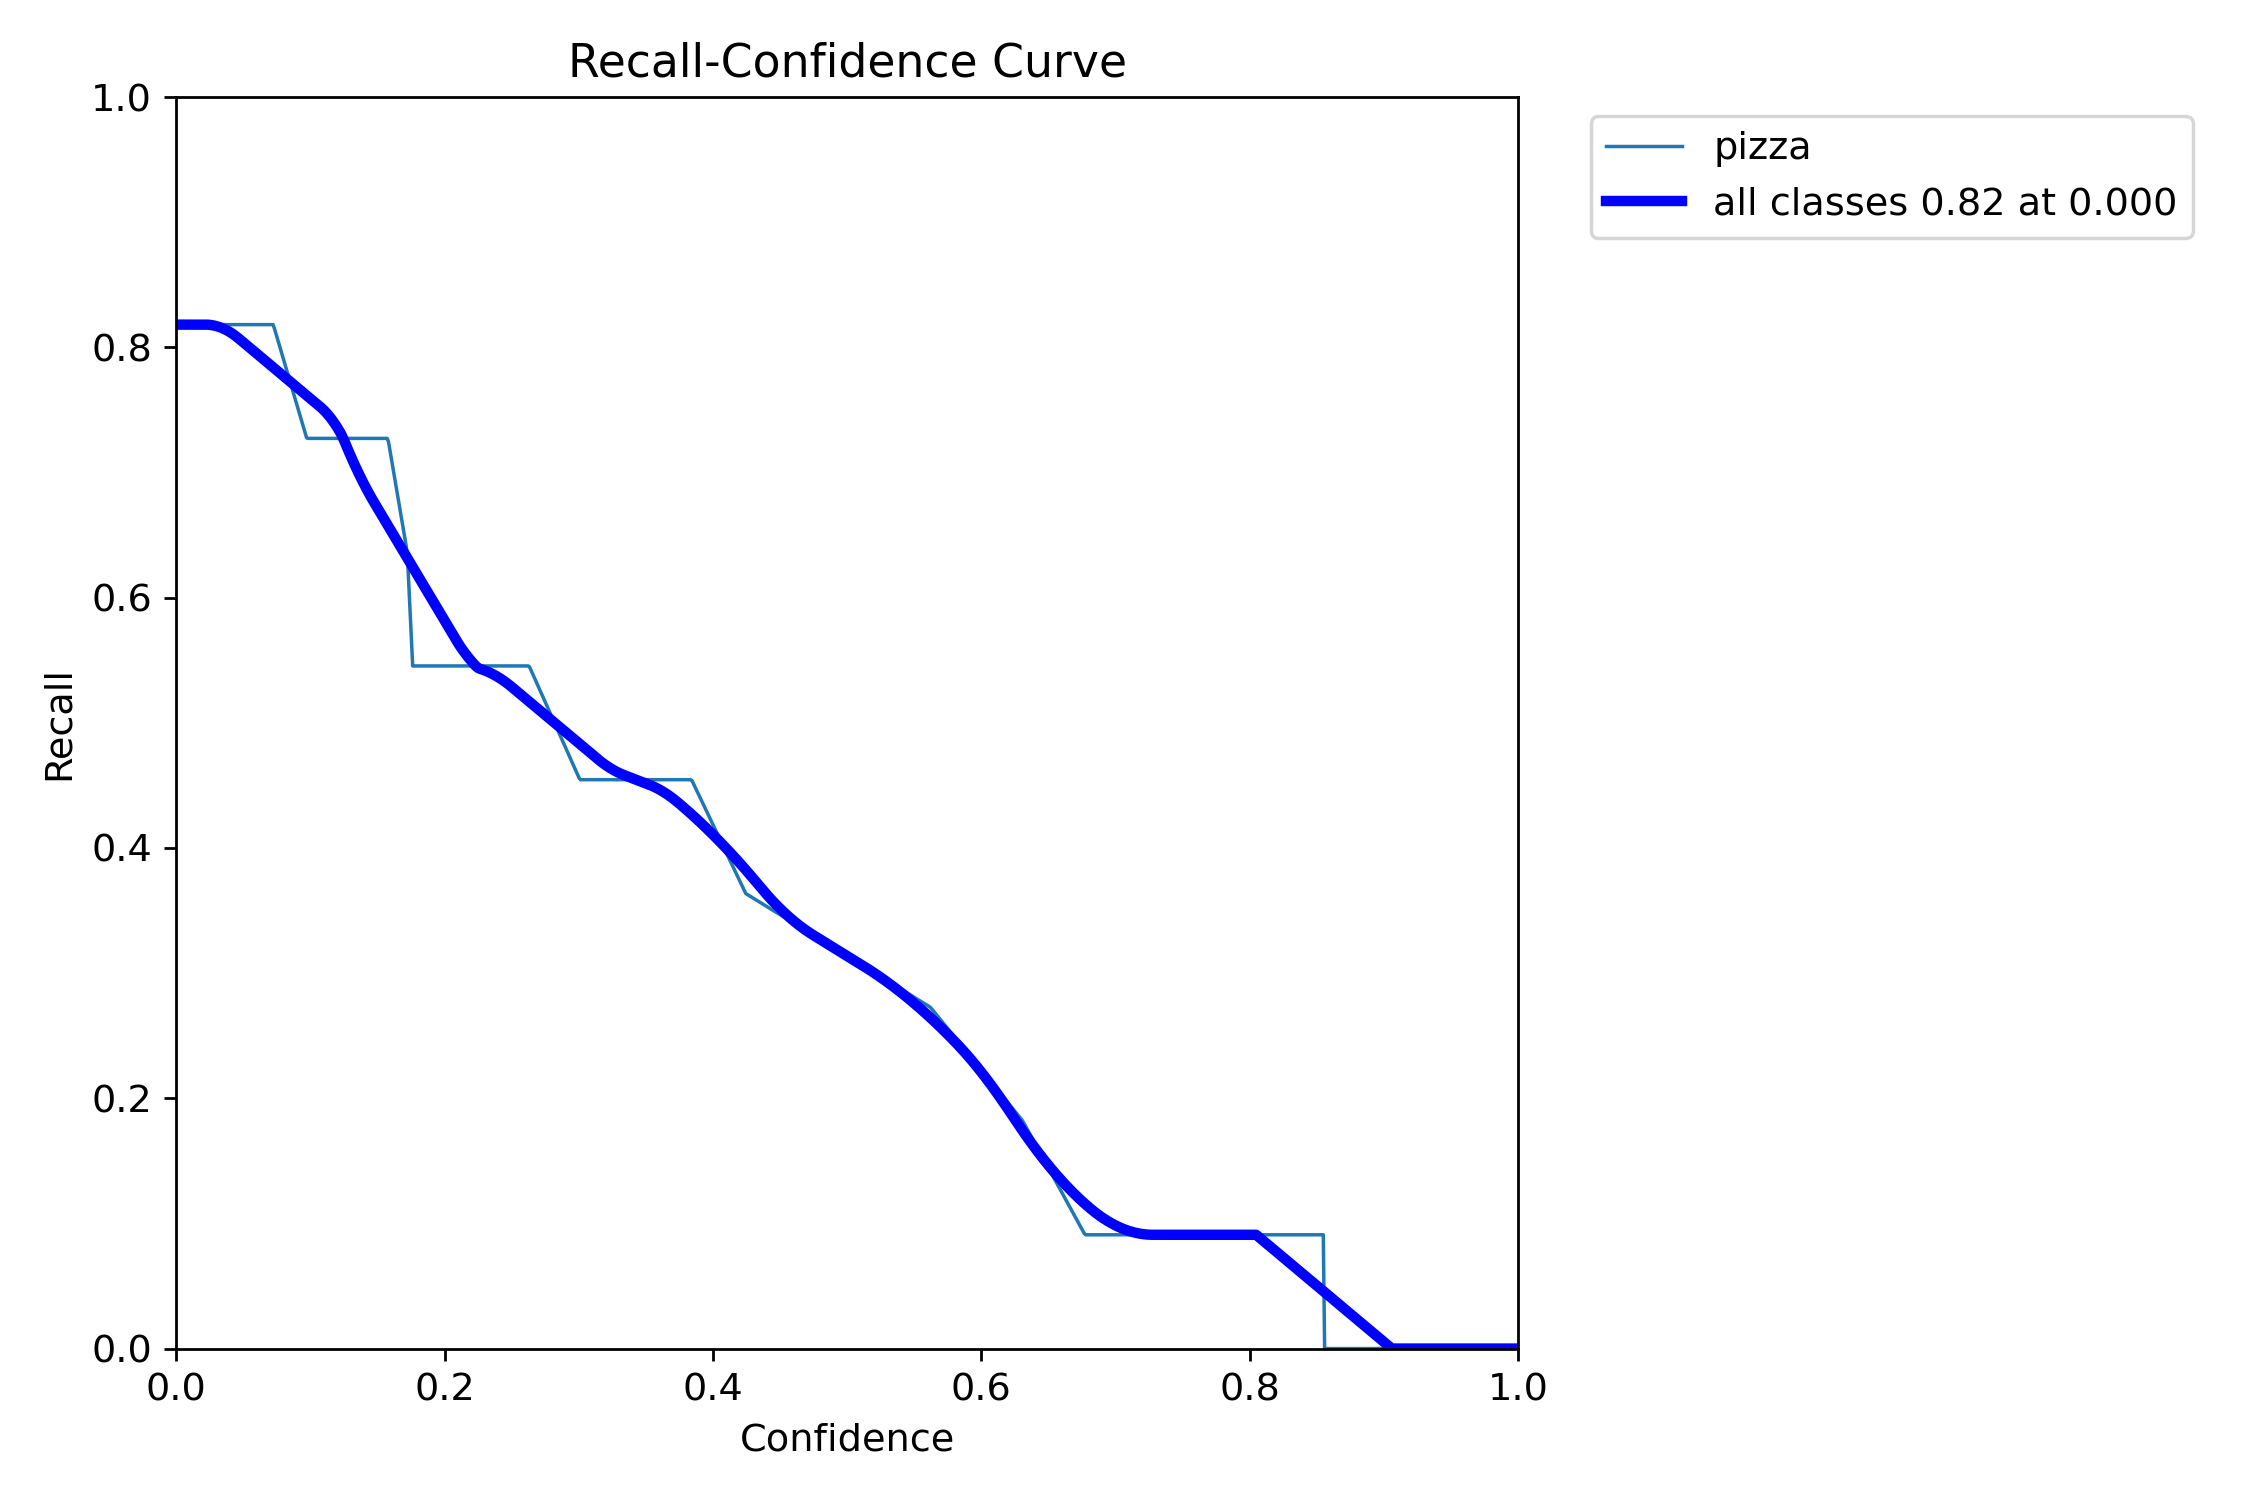 Recall-Confidence Curve
1.0
0.8
0.6
0.4
0.2
0.0
Recall
0.0 0.2 0.4 0.6 0.8 1.0
Confidence
pizza
all classes 0.82 at 0.000